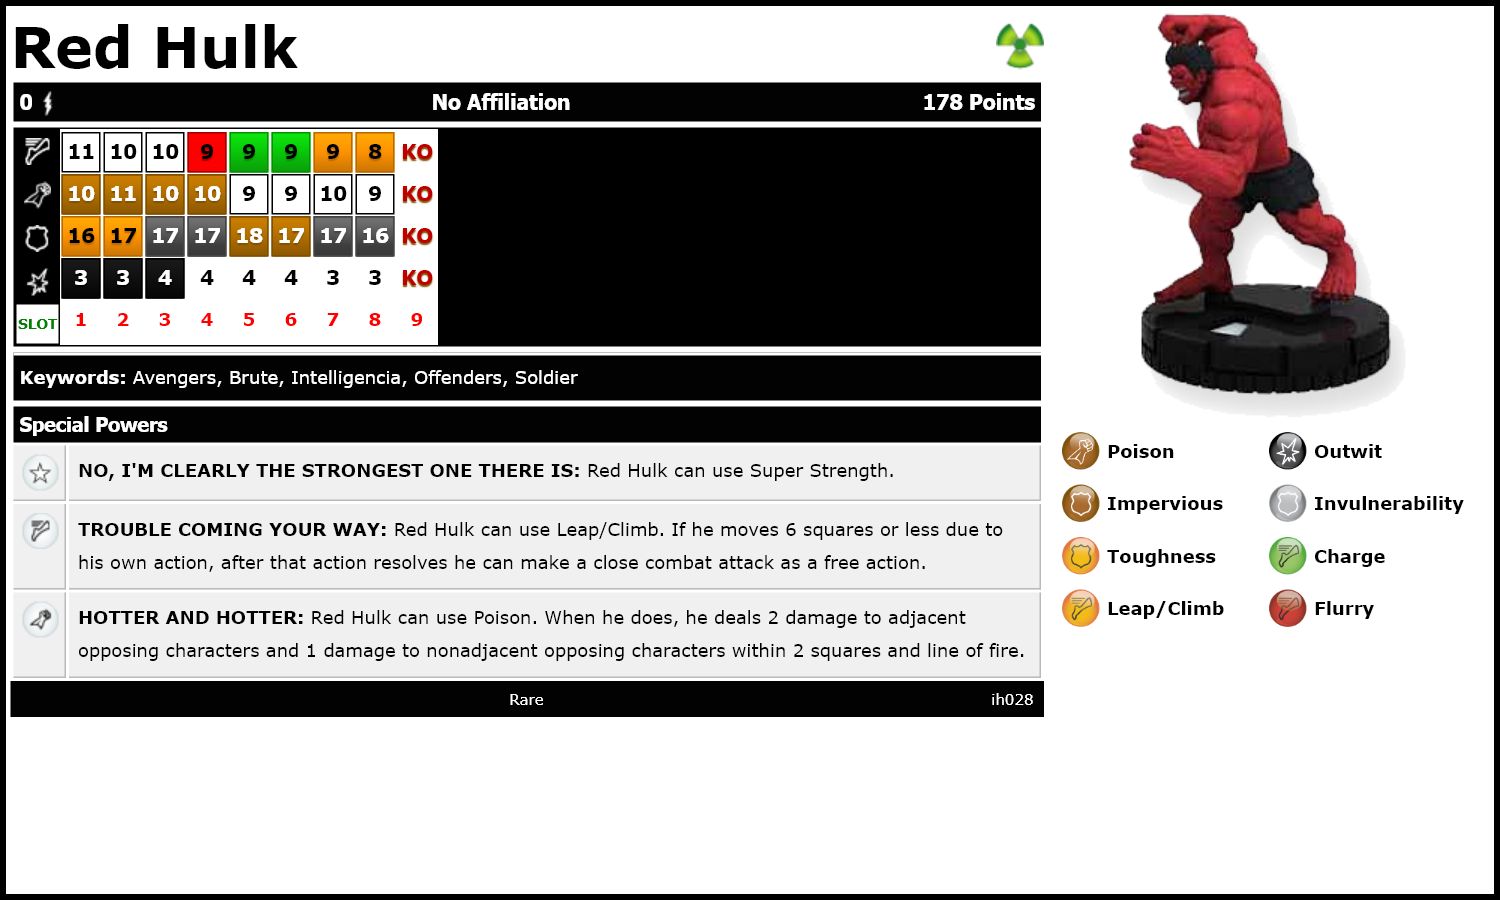 Red Hulk
0 No Affiliation 178 Points
11 10 10 9 9 9 9 8 KO
10 11 10 10 9 9 10 9 KO
16 17 17 17 18 17 17 16 KO
3 3 4 4 4 4 3 3 KO
SLOT 1 2 3 4 5 6 7 8 9
Keywords: Avengers, Brute, Intelligencia, Offenders, Soldier
Special Powers
NO, I'M CLEARLY THE STRONGEST ONE THERE IS: Red Hulk can use Super Strength.
TROUBLE COMING YOUR WAY: Red Hulk can use Leap/Climb. If he moves 6 squares or less due to
his own action, after that action resolves he can make a close combat attack as a free action.
HOTTER AND HOTTER: Red Hulk can use Poison. When he does, he deals 2 damage to adjacent
opposing characters and 1 damage to nonadjacent opposing characters within 2 squares and line of fire.
Rare ih028
Poison Outwit
Impervious Invulnerability
Toughness Charge
Leap/Climb Flurry